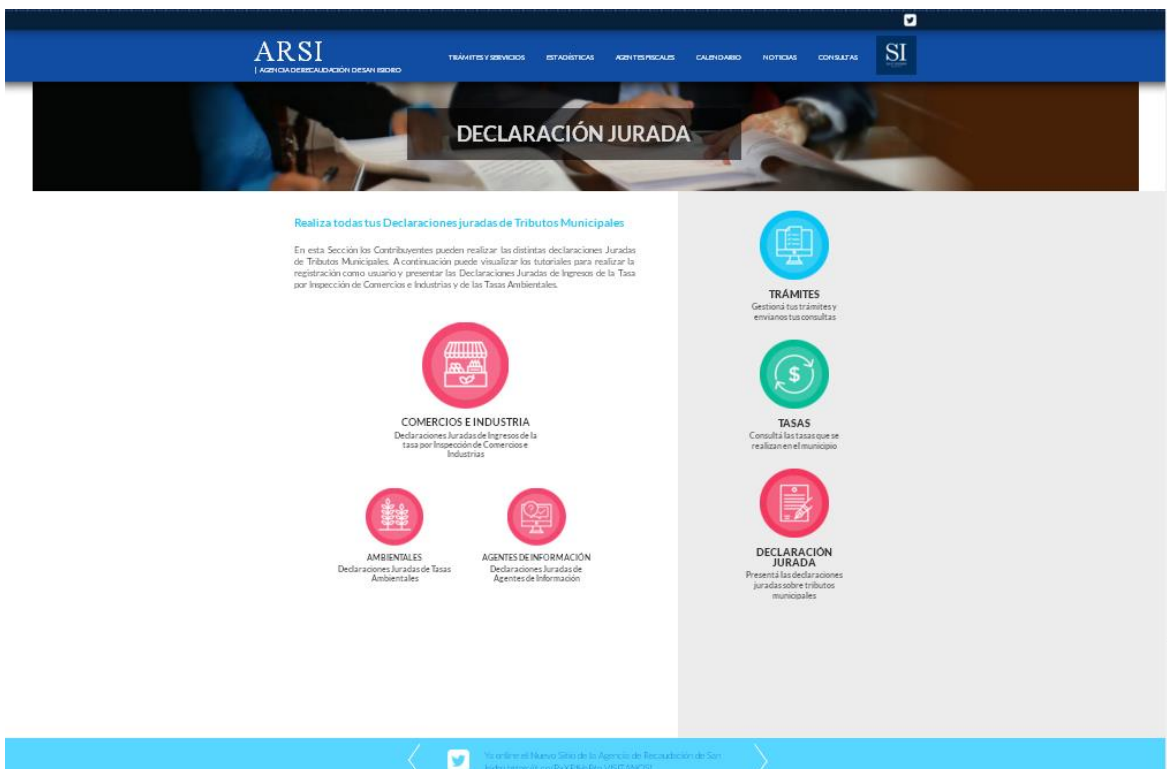 ARSI
| AGENCIA DE RECAUDACIÓN DE SAN ISIDRO
TRÁMITES Y SERVICIOS
ESTADÍSTICAS
AGENTES FISCALES
CALENDARIO
NOTICIAS
CONSULTAS
SI
DECLARACIÓN JURADA
Realiza todas tus Declaraciones juradas de Tributos Municipales
En esta Sección los Contribuyentes pueden realizar las distintas declaraciones Juradas
de Tributos Municipales. A continuación puede visualizar los tutoriales para realizar la
registración como usuario y presentar las Declaraciones Juradas de Ingresos de la Tasa
por Inspección de Comercios e Industrias y de las Tasas Ambientales.
COMERCIOS E INDUSTRIA
Declaraciones Juradas de Ingresos de la
tasa por Inspección de Comercios e
Industrias
AMBIENTALES
Declaraciones Juradas de Tasas
Ambientales
AGENTES DE INFORMACIÓN
Declaraciones Juradas de
Agentes de Información
TRÁMITES
Gestioná tus trámites y
envianos tus consultas
$
TASAS
Consultá las tasas que se
realizan en el municipio
DECLARACIÓN
JURADA
Presentá las declaraciones
juradas sobre tributos
municipales
Ya online el Nuevo Sitio de la Agencia de Recaudación de San